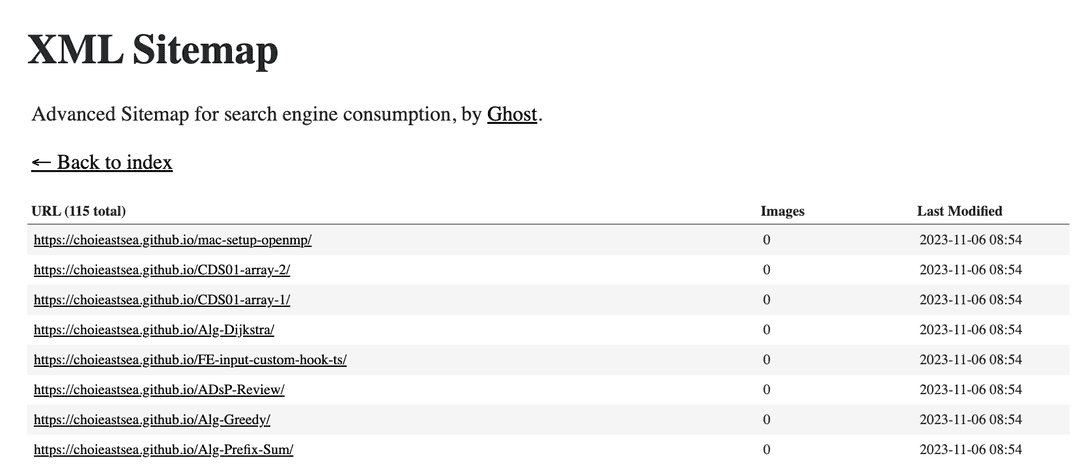 XML Sitemap
Advanced Sitemap for search engine consumption, by Ghost.
← Back to index
URL (115 total) Images Last Modified
https://choieastsea.github.io/mac-setup-openmp/ 0 2023-11-06 08:54
https://choieastsea.github.io/CDS01-array-2/ 0 2023-11-06 08:54
https://choieastsea.github.io/CDS01-array-1/ 0 2023-11-06 08:54
https://choieastsea.github.io/Alg-Dijkstra/ 0 2023-11-06 08:54
https://choieastsea.github.io/FE-input-custom-hook-ts/ 0 2023-11-06 08:54
https://choieastsea.github.io/ADsP-Review/ 0 2023-11-06 08:54
https://choieastsea.github.io/Alg-Greedy/ 0 2023-11-06 08:54
https://choieastsea.github.io/Alg-Prefix-Sum/ 0 2023-11-06 08:54